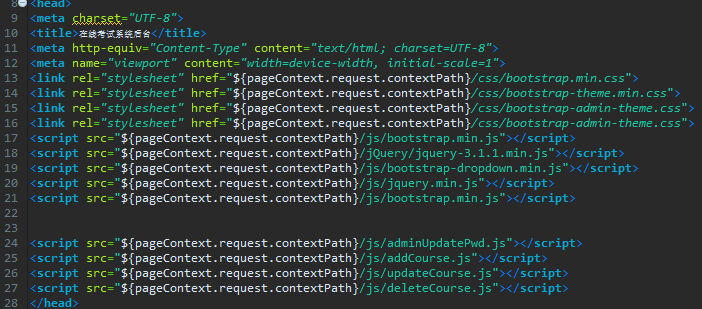 8 <head>
9 <meta charset="UTF-8">
10 <title>在线考试系统后台</title>
11 <meta http-equiv="Content-Type" content="text/html; charset=UTF-8">
12 <meta name="viewport" content="width=device-width, initial-scale=1">
13 <link rel="stylesheet" href="${pageContext.request.contextPath}/css/bootstrap.min.css">
14 <link rel="stylesheet" href="${pageContext.request.contextPath}/css/bootstrap-theme.min.css">
15 <link rel="stylesheet" href="${pageContext.request.contextPath}/css/bootstrap-admin-theme.css">
16 <link rel="stylesheet" href="${pageContext.request.contextPath}/css/bootstrap-admin-theme.css">
17 <script src="${pageContext.request.contextPath}/js/bootstrap.min.js"></script>
18 <script src="${pageContext.request.contextPath}/jQuery/jquery-3.1.1.min.js"></script>
19 <script src="${pageContext.request.contextPath}/js/bootstrap-dropdown.min.js"></script>
20 <script src="${pageContext.request.contextPath}/js/jquery.min.js"></script>
21 <script src="${pageContext.request.contextPath}/js/bootstrap.min.js"></script>
22
23
24 <script src="${pageContext.request.contextPath}/js/adminUpdatePwd.js"></script>
25 <script src="${pageContext.request.contextPath}/js/addCourse.js"></script>
26 <script src="${pageContext.request.contextPath}/js/updateCourse.js"></script>
27 <script src="${pageContext.request.contextPath}/js/deleteCourse.js"></script>
28 </head>